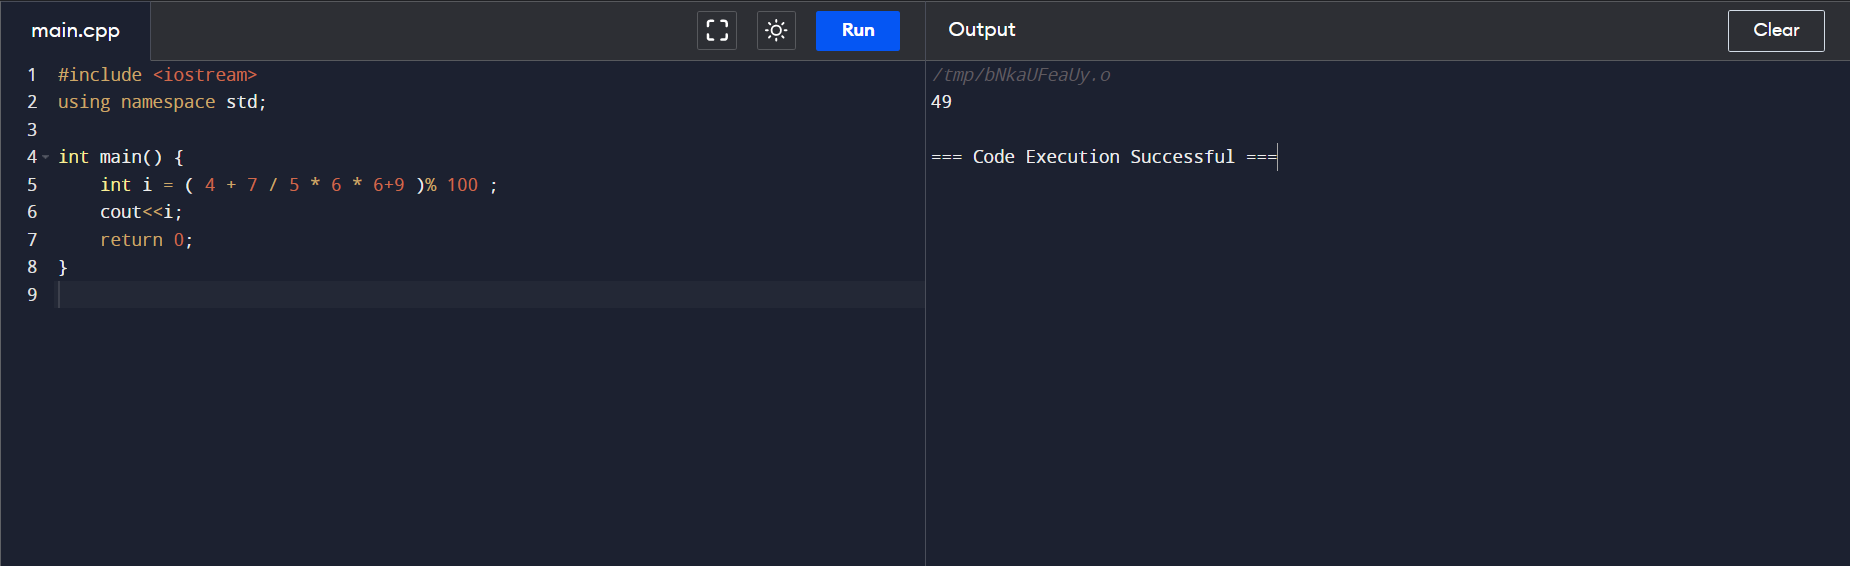 main.cpp
Run
Output
Clear
1 #include <iostream>
2 using namespace std;
3
4 int main() {
5     int i = ( 4 + 7 / 5 * 6 * 6+9 )% 100 ;
6     cout<<i;
7     return 0;
8 }
9
/tmp/bNkaUFeaUy.o
49
=== Code Execution Successful ===